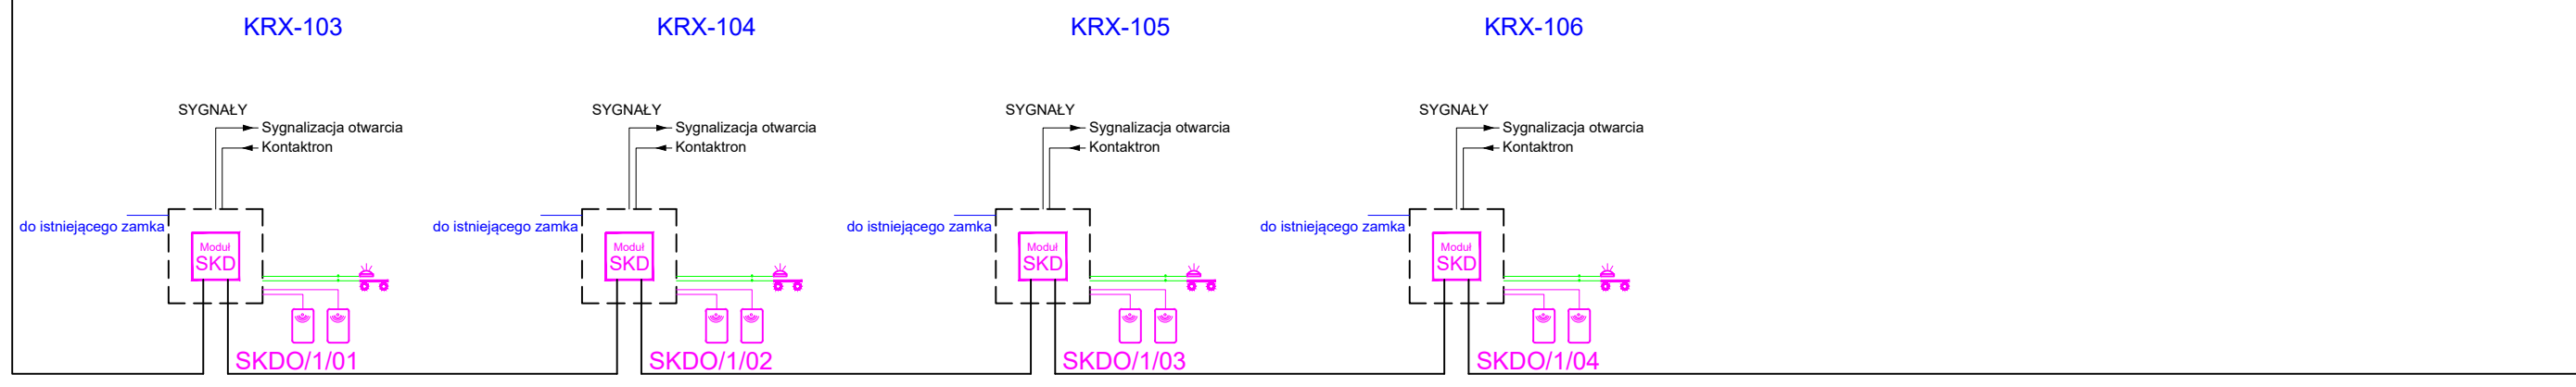 KRX-103
KRX-104
KRX-105
KRX-106
SYGNAŁY
Sygnalizacja otwarcia
Kontaktron
do istniejącego zamka
Moduł
SKD
SKDO/1/01
SYGNAŁY
Sygnalizacja otwarcia
Kontaktron
do istniejącego zamka
Moduł
SKD
SKDO/1/02
SYGNAŁY
Sygnalizacja otwarcia
Kontaktron
do istniejącego zamka
Moduł
SKD
SKDO/1/03
SYGNAŁY
Sygnalizacja otwarcia
Kontaktron
do istniejącego zamka
Moduł
SKD
SKDO/1/04